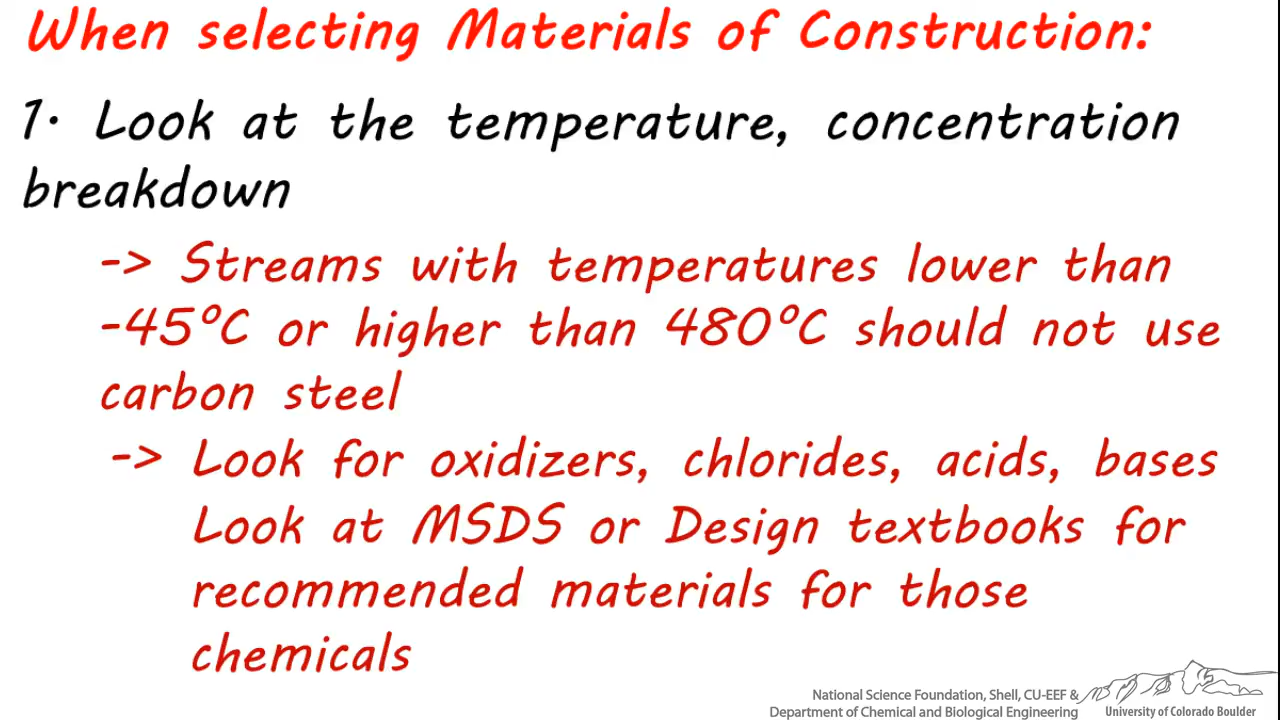 When selecting Materials of Construction:
1. Look at the temperature, concentration
breakdown
-> Streams with temperatures lower than
-45°C or higher than 480°C should not use
carbon steel
-> Look for oxidizers, chlorides, acids, bases
Look at MSDS or Design textbooks for
recommended materials for those
chemicals
National Science Foundation, Shell, CU-EEF &
Department of Chemical and Biological Engineering
University of Colorado Boulder